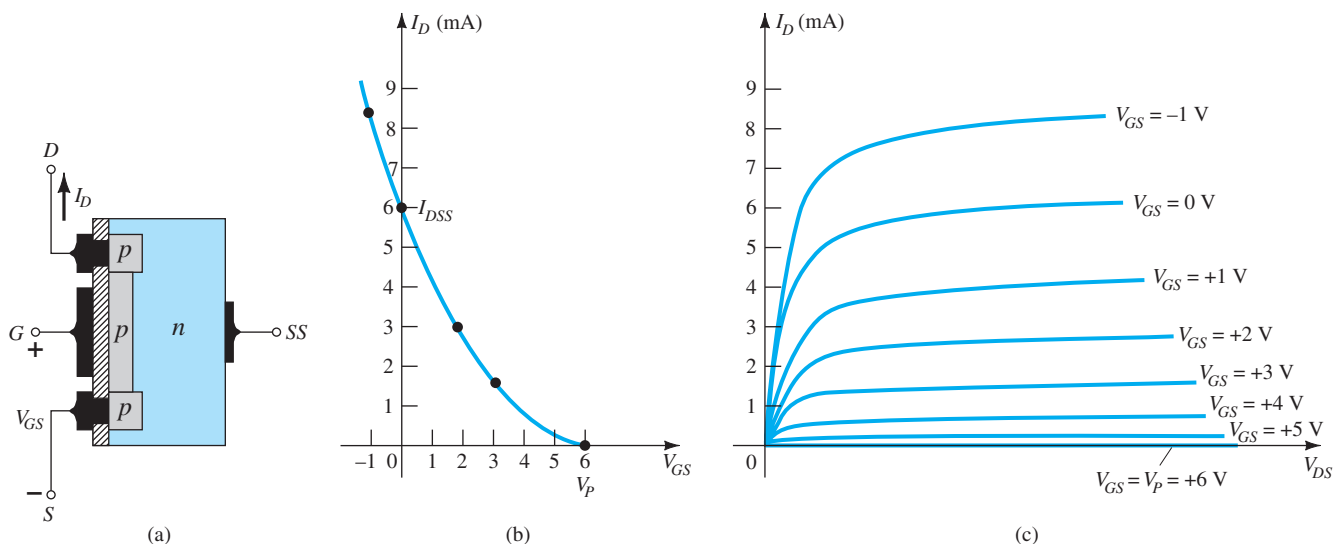 D
I_D
p
p
n
G
+
SS
V_GS
p
–
S
(a)
I_D (mA)
9
8
7
6
I_DSS
5
4
3
2
1
–1 0 1 2 3 4 5 6
V_GS
V_P
(b)
I_D (mA)
9
8
7
6
5
4
3
2
1
0
V_GS = –1 V
V_GS = 0 V
V_GS = +1 V
V_GS = +2 V
V_GS = +3 V
V_GS = +4 V
V_GS = +5 V
V_DS
V_GS = V_P = +6 V
(c)